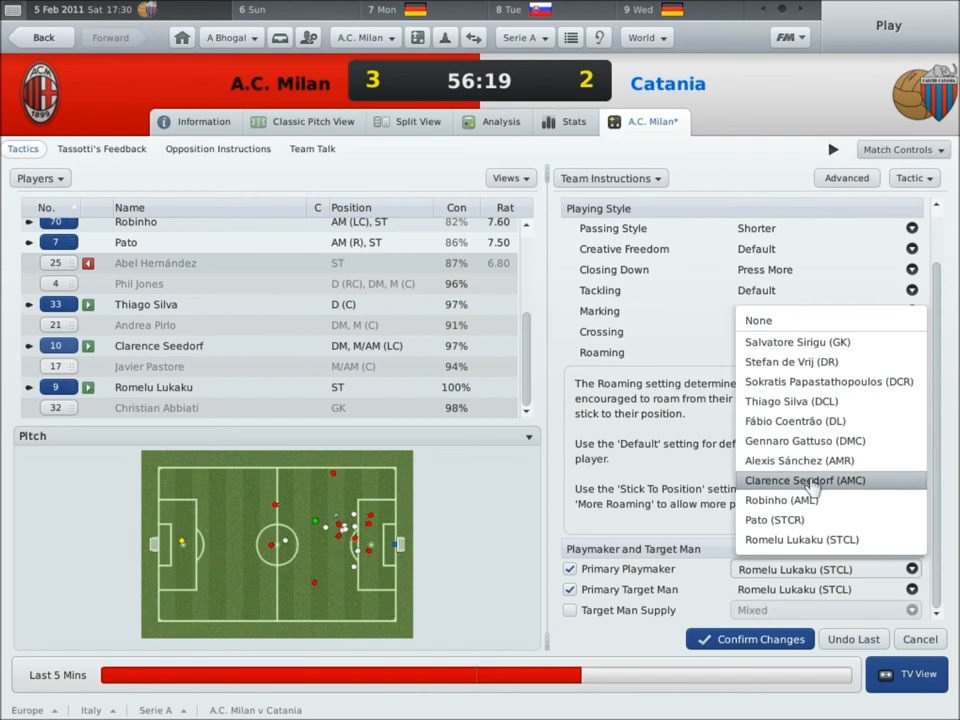 5 Feb 2011 Sat 17:30 6 Sun 7 Mon 8 Tue 9 Wed
Play
Back Forward A Bhogal A.C. Milan Serie A World FM
A.C. Milan 3 56:19 2 Catania
ACM
1899
Information Classic Pitch View Split View Analysis Stats A.C. Milan*
Tactics Tassotti's Feedback Opposition Instructions Team Talk Match Controls
Players Views Team Instructions Advanced Tactic
No. Name C Position Con Rat
70 Robinho AM (LC), ST 82% 7.60
7 Pato AM (R), ST 86% 7.50
25 Abel Hernández ST 87% 6.80
4 Phil Jones D (RC), DM, M (C) 96%
33 Thiago Silva D (C) 97%
21 Andrea Pirlo DM, M (C) 91%
10 Clarence Seedorf DM, M/AM (LC) 97%
17 Javier Pastore M/AM (C) 94%
9 Romelu Lukaku ST 100%
32 Christian Abbiati GK 98%
Pitch
Playing Style
Passing Style Shorter
Creative Freedom Default
Closing Down Press More
Tackling Default
Marking
Crossing
Roaming
None
Salvatore Sirigu (GK)
Stefan de Vrij (DR)
Sokratis Papastathopoulos (DCR)
Thiago Silva (DCL)
Fábio Coentrão (DL)
Gennaro Gattuso (DMC)
Alexis Sánchez (AMR)
Clarence Seedorf (AMC)
Robinho (AML)
Pato (STCR)
Romelu Lukaku (STCL)
The Roaming setting determine
encouraged to roam from their
stick to their position.
Use the 'Default' setting for def
player.
Use the 'Stick To Position' settin
'More Roaming' to allow more p
Playmaker and Target Man
Primary Playmaker Romelu Lukaku (STCL)
Primary Target Man Romelu Lukaku (STCL)
Target Man Supply Mixed
Confirm Changes Undo Last Cancel
Last 5 Mins TV View
Europe Italy Serie A A.C. Milan v Catania